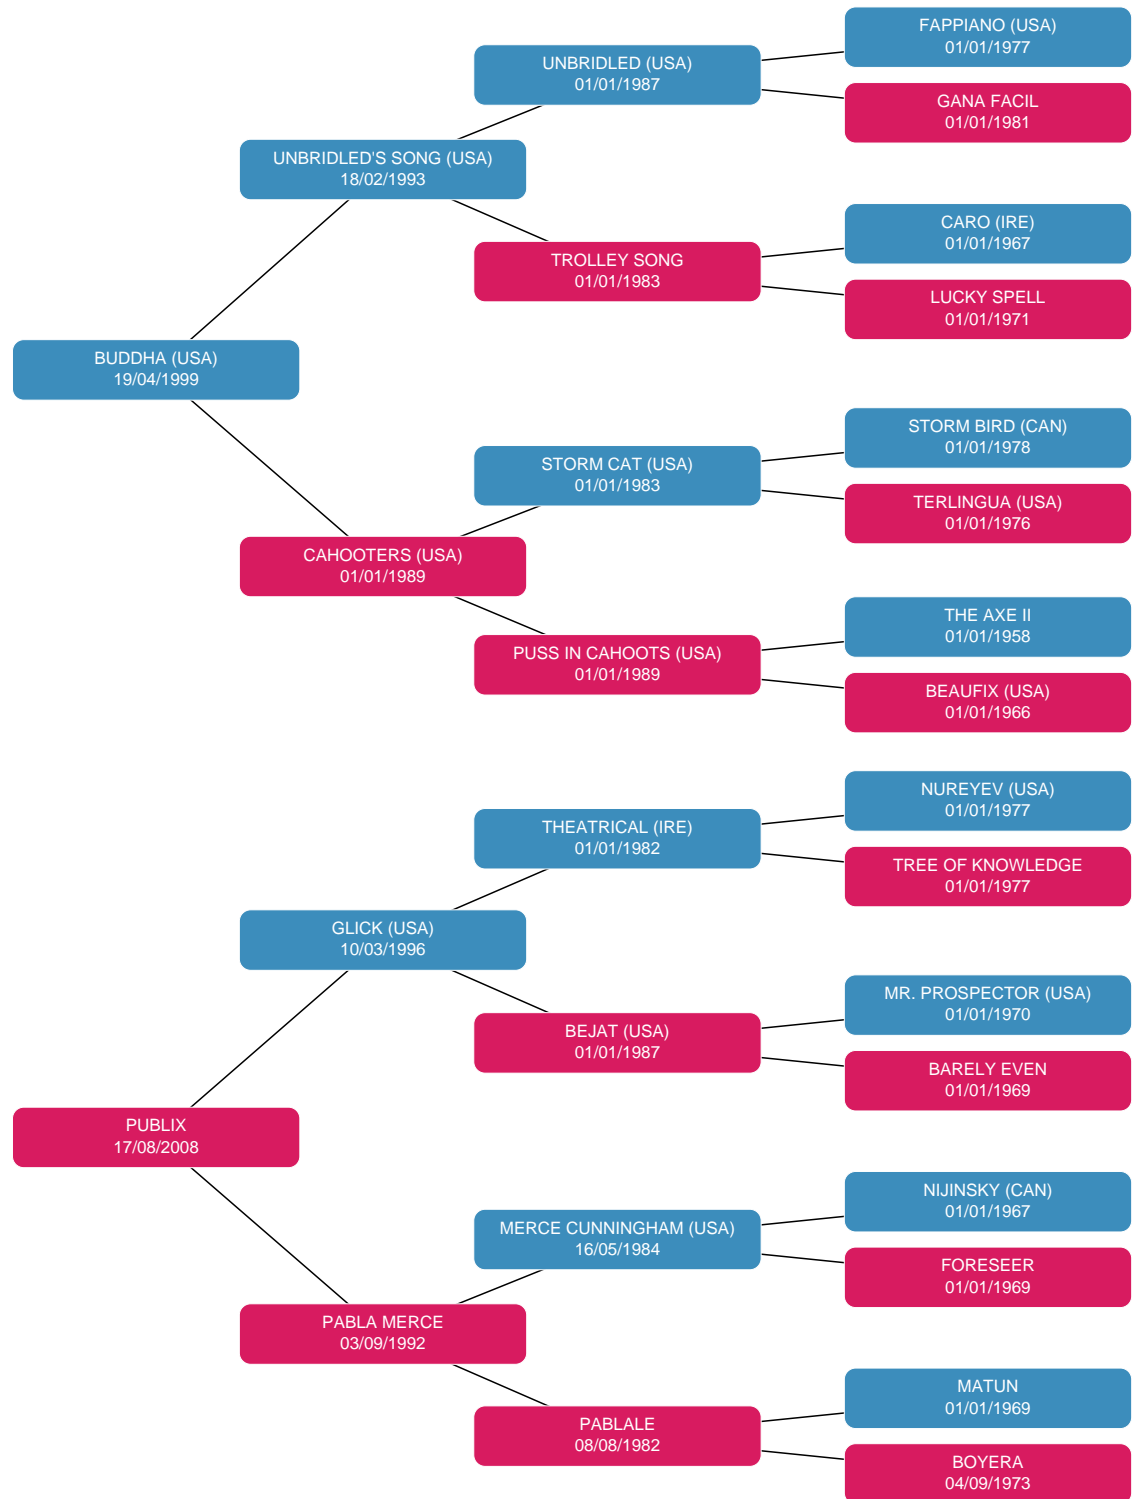 FAPPIANO (USA)
01/01/1977
UNBRIDLED (USA)
01/01/1987
GANA FACIL
01/01/1981
UNBRIDLED'S SONG (USA)
18/02/1993
CARO (IRE)
01/01/1967
TROLLEY SONG
01/01/1983
LUCKY SPELL
01/01/1971
BUDDHA (USA)
19/04/1999
STORM BIRD (CAN)
01/01/1978
STORM CAT (USA)
01/01/1983
TERLINGUA (USA)
01/01/1976
CAHOOTERS (USA)
01/01/1989
THE AXE II
01/01/1958
PUSS IN CAHOOTS (USA)
01/01/1989
BEAUFIX (USA)
01/01/1966
NUREYEV (USA)
01/01/1977
THEATRICAL (IRE)
01/01/1982
TREE OF KNOWLEDGE
01/01/1977
GLICK (USA)
10/03/1996
MR. PROSPECTOR (USA)
01/01/1970
BEJAT (USA)
01/01/1987
BARELY EVEN
01/01/1969
PUBLIX
17/08/2008
NIJINSKY (CAN)
01/01/1967
MERCE CUNNINGHAM (USA)
16/05/1984
FORESEER
01/01/1969
PABLA MERCE
03/09/1992
MATUN
01/01/1969
PABLALE
08/08/1982
BOYERA
04/09/1973